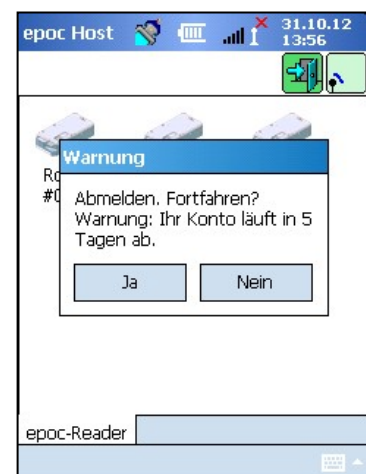 epoc Host
31.10.12
13:56
Warnung
Abmelden. Fortfahren?
Warnung: Ihr Konto läuft in 5
Tagen ab.
Ja
Nein
epoc-Reader